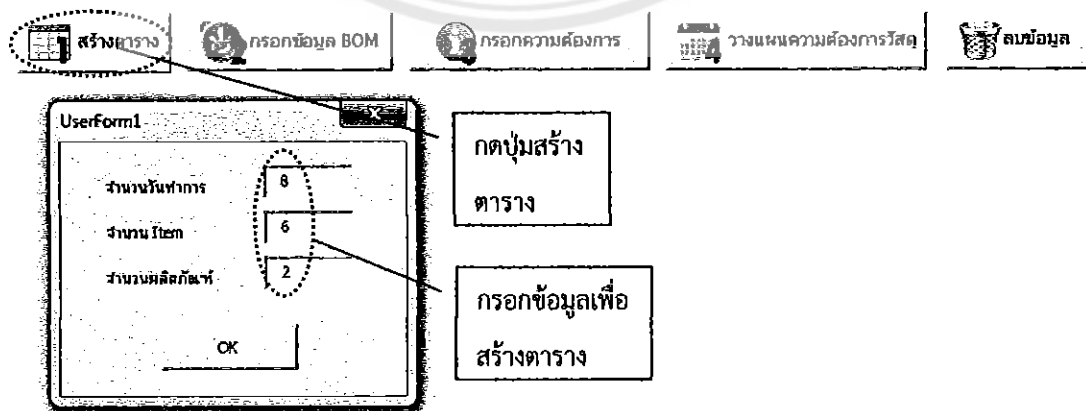 สร้างตาราง
กรอกข้อมูล BOM
กรอกความต้องการ
วางแผนความต้องการวัสดุ
ลบข้อมูล
UserForm1
จำนวนวันทำการ 8
จำนวน Item 6
จำนวนผลิตภัณฑ์ 2
OK
กดปุ่มสร้าง
ตาราง
กรอกข้อมูลเพื่อ
สร้างตาราง